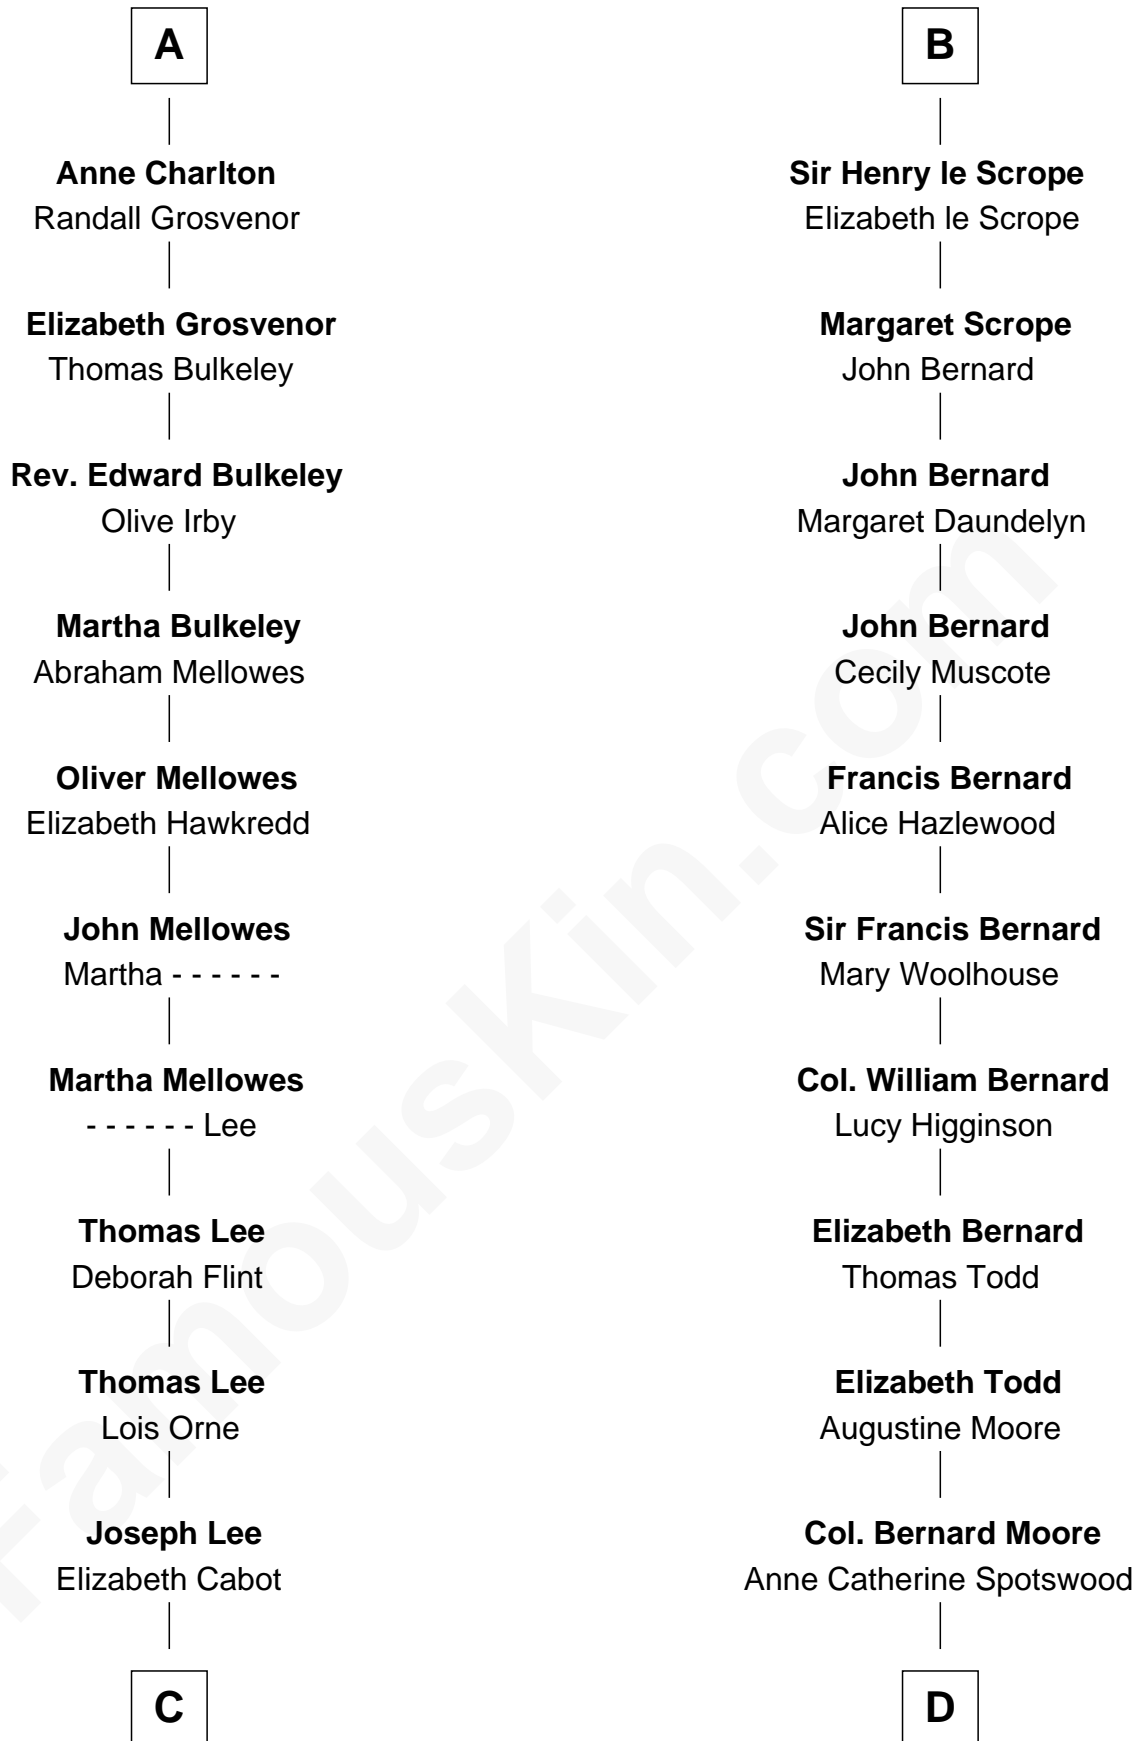 A
Anne Charlton
Randall Grosvenor
Elizabeth Grosvenor
Thomas Bulkeley
Rev. Edward Bulkeley
Olive Irby
Martha Bulkeley
Abraham Mellowes
Oliver Mellowes
Elizabeth Hawkredd
John Mellowes
Martha - - - - - -
Martha Mellowes
- - - - - - Lee
Thomas Lee
Deborah Flint
Thomas Lee
Lois Orne
Joseph Lee
Elizabeth Cabot
C
B
Sir Henry le Scrope
Elizabeth le Scrope
Margaret Scrope
John Bernard
John Bernard
Margaret Daundelyn
John Bernard
Cecily Muscote
Francis Bernard
Alice Hazlewood
Sir Francis Bernard
Mary Woolhouse
Col. William Bernard
Lucy Higginson
Elizabeth Bernard
Thomas Todd
Elizabeth Todd
Augustine Moore
Col. Bernard Moore
Anne Catherine Spotswood
D
FamousKin.com